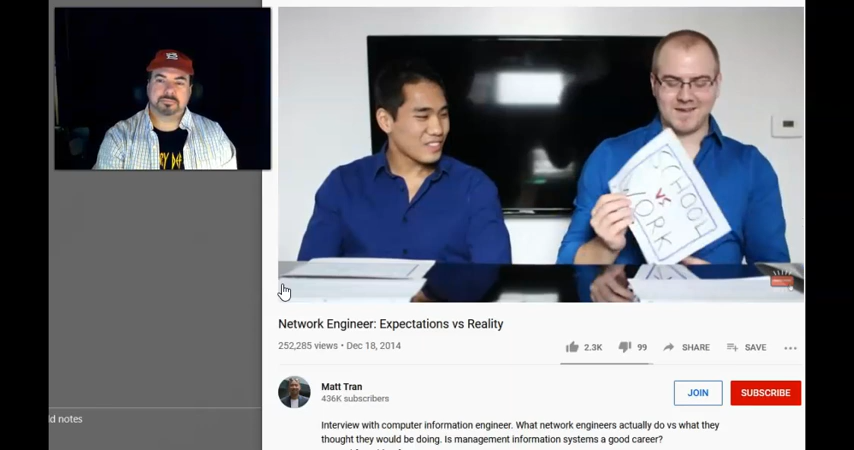 SCHOOL
VS
WORK
Network Engineer: Expectations vs Reality
252,285 views • Dec 18, 2014
2.3K
99
SHARE
SAVE
Matt Tran
436K subscribers
JOIN
SUBSCRIBE
d notes
Interview with computer information engineer. What network engineers actually do vs what they
thought they would be doing. Is management information systems a good career?